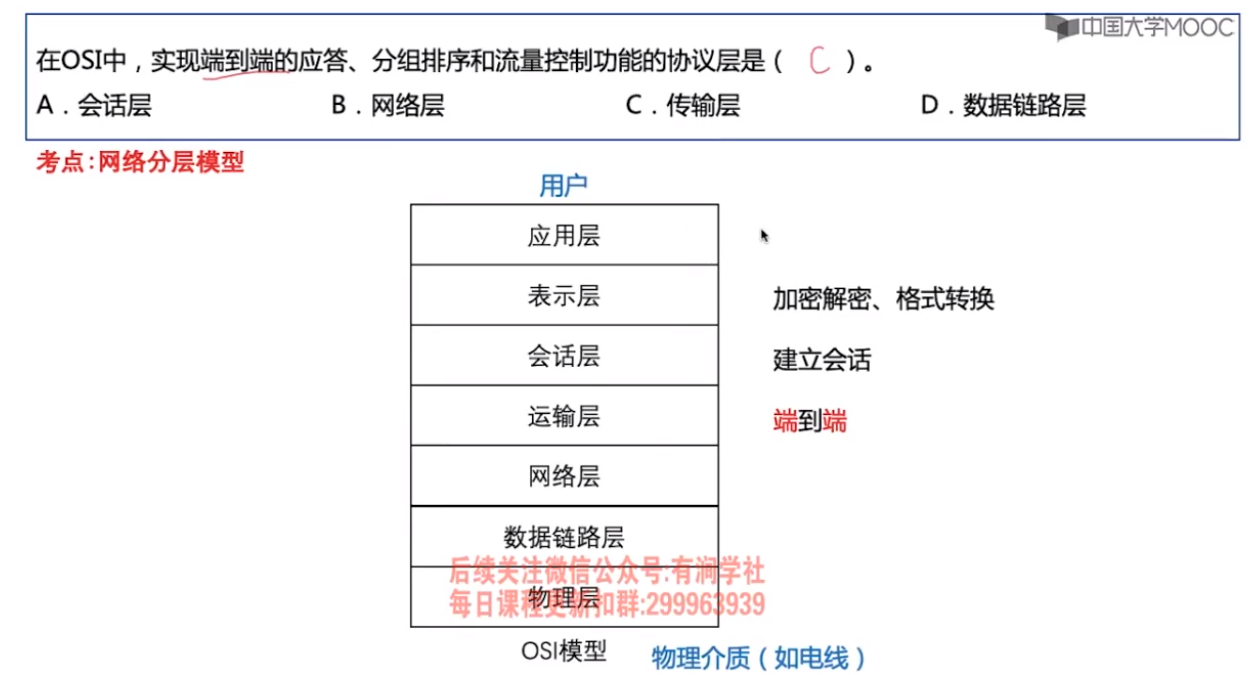 中国大学MOOC
在OSI中，实现端到端的应答、分组排序和流量控制功能的协议层是（ C ）。
A．会话层 B．网络层 C．传输层 D．数据链路层
考点:网络分层模型
用户
应用层
表示层 加密解密、格式转换
会话层 建立会话
运输层 端到端
网络层
数据链路层
后续关注微信公众号:有涧学社
物理层
每日课程更新扣群:299963939
OSI模型 物理介质（如电线）